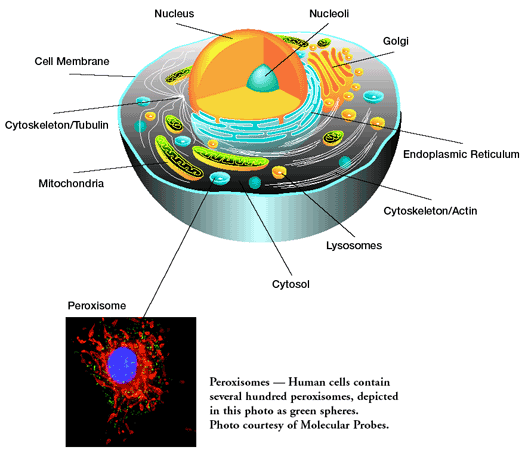 Nucleus
Nucleoli
Golgi
Cell Membrane
Cytoskeleton/Tubulin
Endoplasmic Reticulum
Mitochondria
Cytoskeleton/Actin
Lysosomes
Cytosol
Peroxisome
Peroxisomes — Human cells contain
several hundred peroxisomes, depicted
in this photo as green spheres.
Photo courtesy of Molecular Probes.